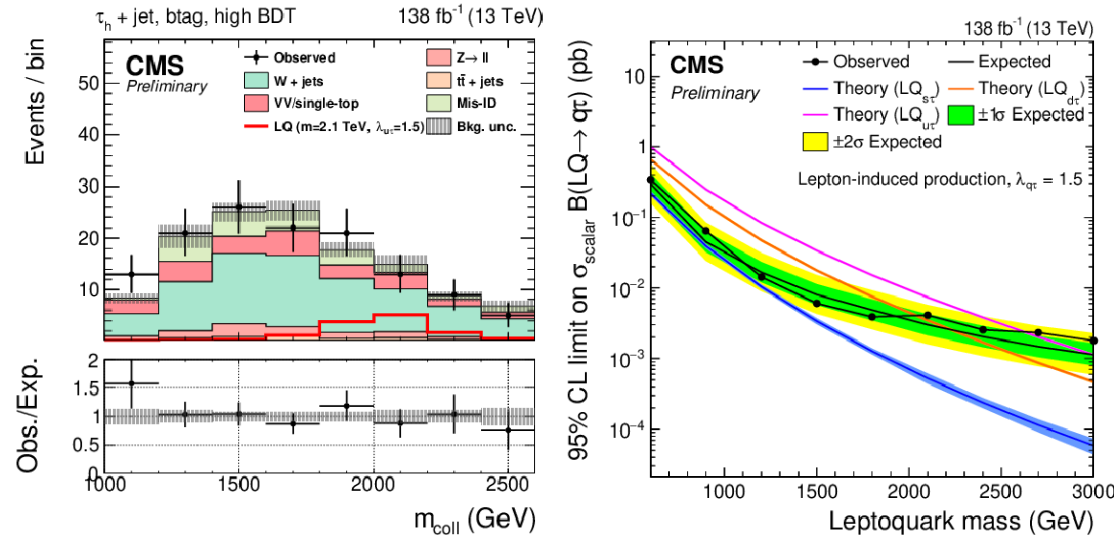 τh + jet, btag, high BDT 138 fb⁻¹ (13 TeV)
CMS
Preliminary
Observed
Z→ ll
W + jets
tt̄ + jets
VV/single-top
Mis-ID
LQ (m=2.1 TeV, λuτ=1.5)
Bkg. unc.
Events / bin
50
40
30
20
10
Obs./Exp.
2
1.5
1
0.5
0
1000 1500 2000 2500
mcoll (GeV)
138 fb⁻¹ (13 TeV)
CMS
Preliminary
Observed
Expected
Theory (LQsτ)
Theory (LQdτ)
Theory (LQuτ)
±1σ Expected
±2σ Expected
Lepton-induced production, λqτ = 1.5
95% CL limit on σscalar B(LQ→ qτ) (pb)
1
10⁻¹
10⁻²
10⁻³
10⁻⁴
1000 1500 2000 2500 3000
Leptoquark mass (GeV)